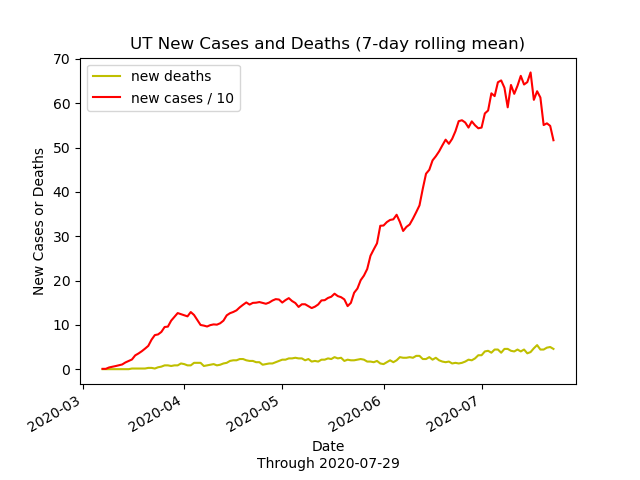 UT New Cases and Deaths (7-day rolling mean)
new deaths
new cases / 10
New Cases or Deaths
70
60
50
40
30
20
10
0
2020-03
2020-04
2020-05
2020-06
2020-07
Date
Through 2020-07-29